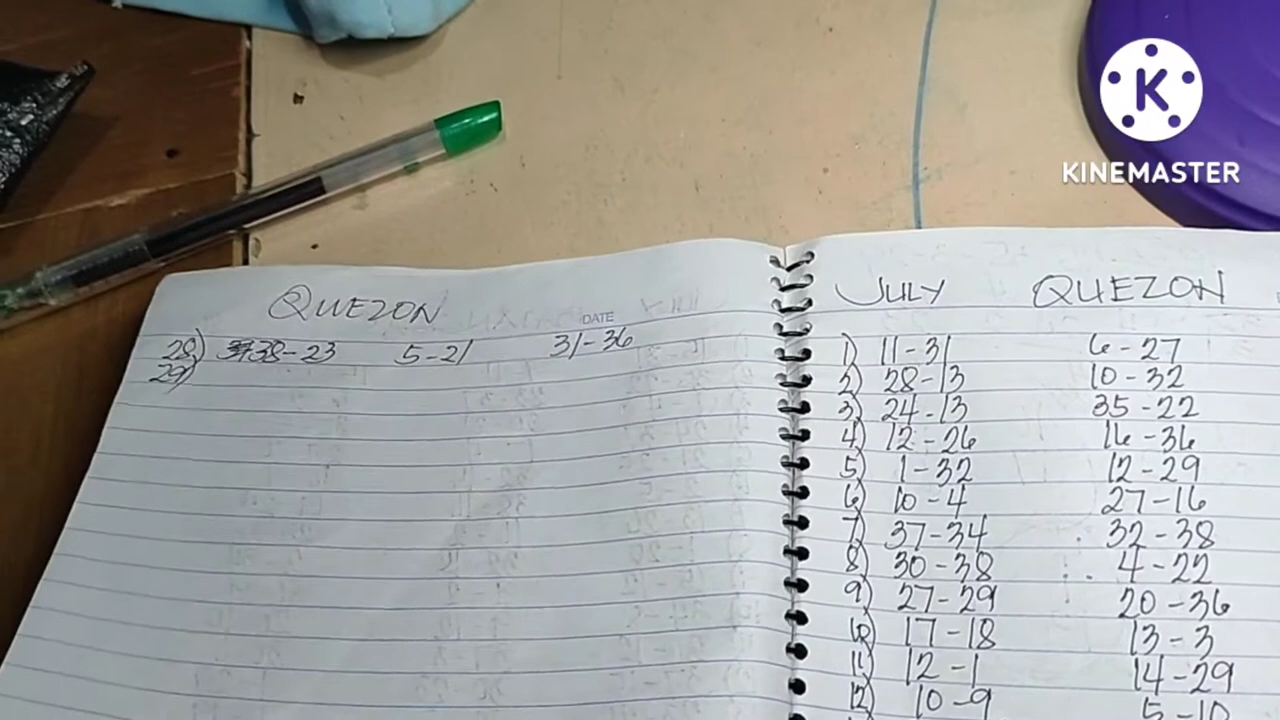 K
KINEMASTER
QUEZON
DATE
28) 38-23 5-21 31-36
29)
JULY QUEZON
1) 11-31 6-27
2) 28-13 10-32
3) 24-13 35-22
4) 12-26 16-36
5) 1-32 12-29
6) 10-4 27-16
7) 37-34 32-38
8) 30-38 4-22
9) 27-29 20-36
10) 17-18 13-3
11) 12-1 14-29
12) 10-9 5-10